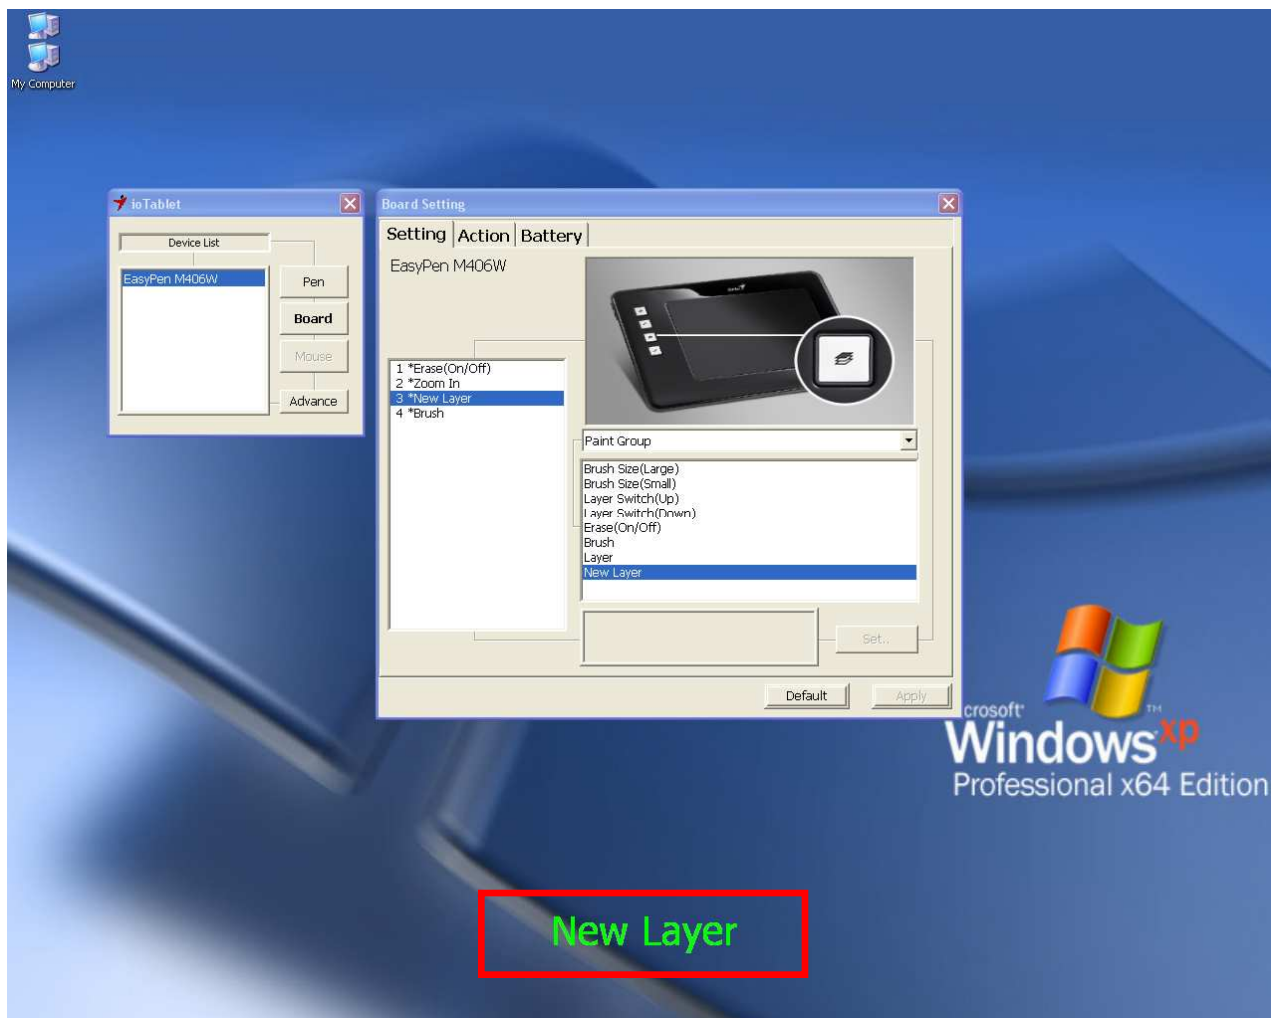 My Computer
ioTablet
Device List
EasyPen M406W
Pen
Board
Mouse
Advance
Board Setting
Setting
Action
Battery
EasyPen M406W
1 *Erase(On/Off)
2 *Zoom In
3 *New Layer
4 *Brush
Paint Group
Brush Size(Large)
Brush Size(Small)
Layer Switch(Up)
Layer Switch(Down)
Erase(On/Off)
Brush
Layer
New Layer
Set..
Default
Apply
crosoft
Windows xp
TM
Professional x64 Edition
New Layer